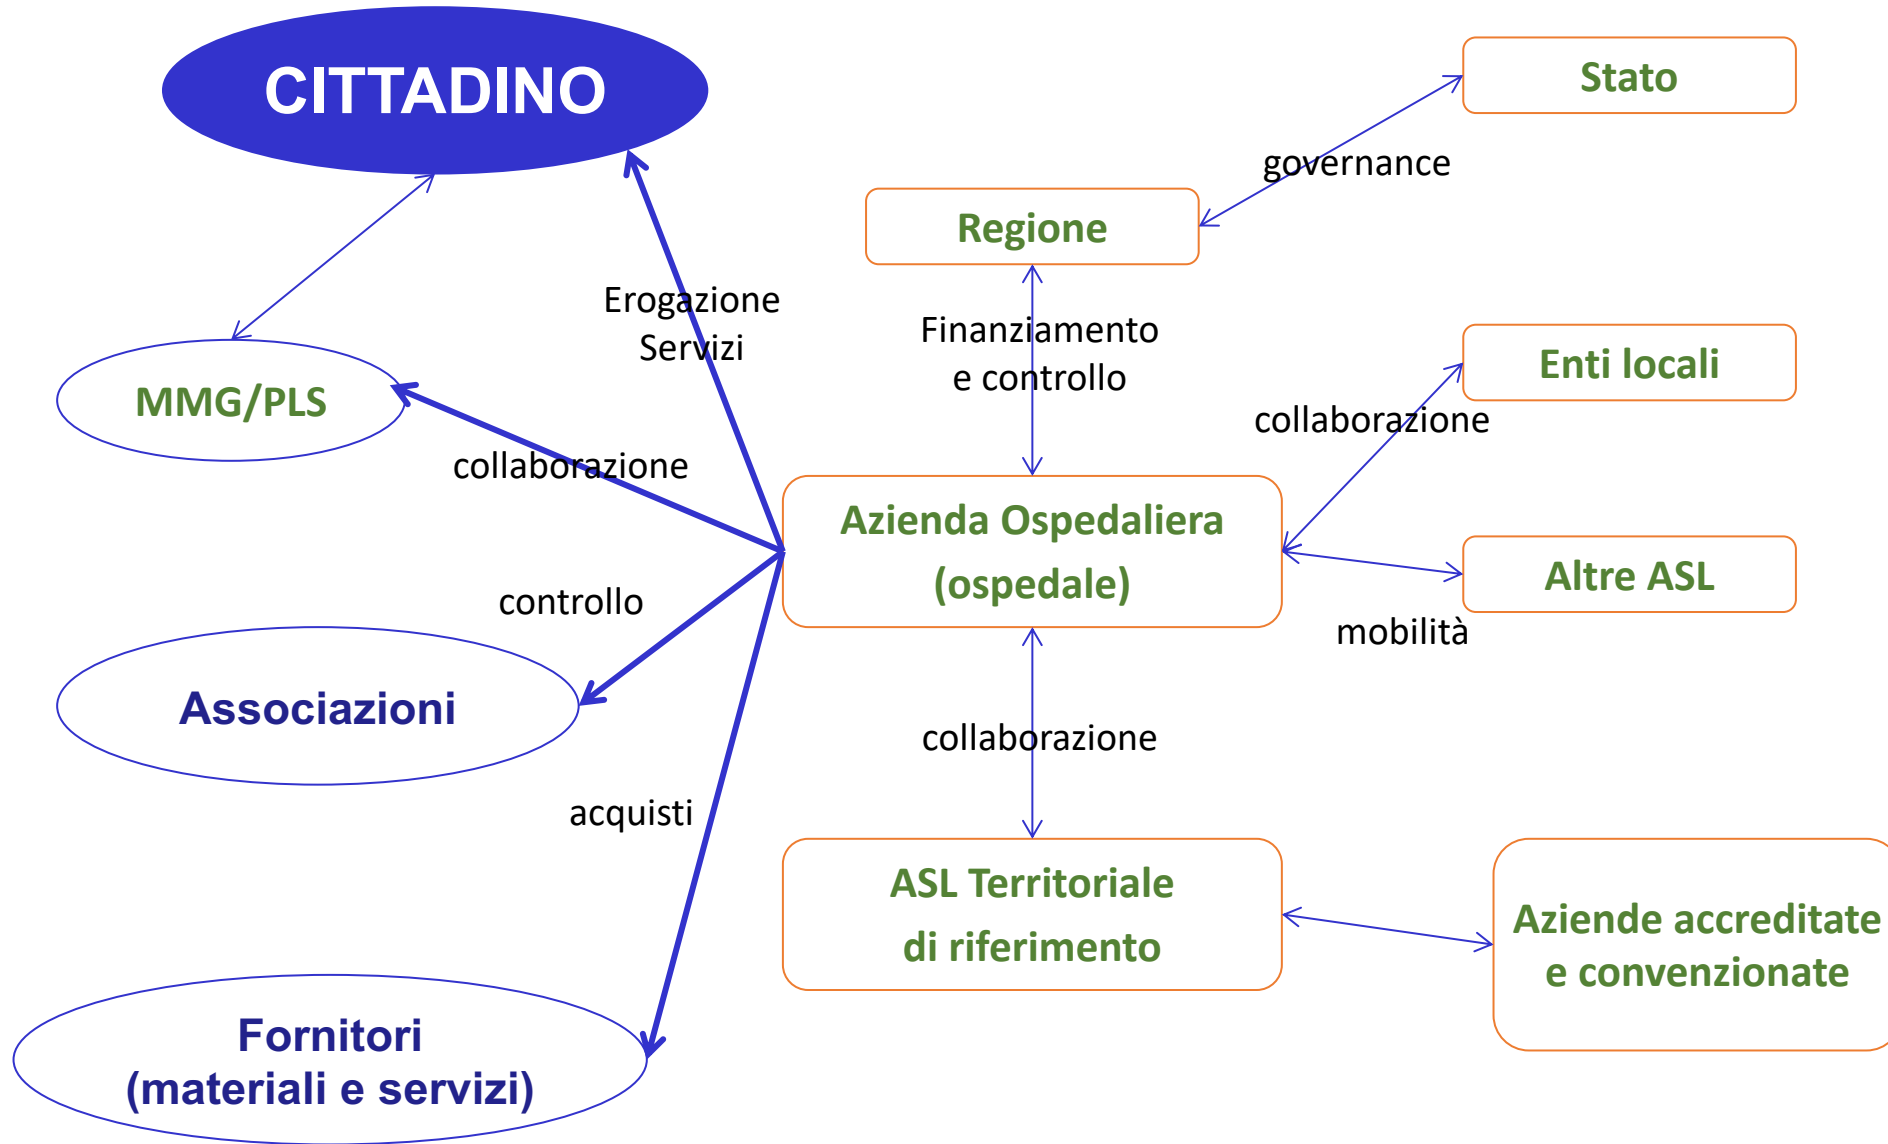 CITTADINO
Stato
governance
Regione
Erogazione
Servizi
Finanziamento
e controllo
Enti locali
MMG/PLS
collaborazione
collaborazione
Azienda Ospedaliera
(ospedale)
Altre ASL
controllo
mobilità
Associazioni
collaborazione
acquisti
ASL Territoriale
di riferimento
Aziende accreditate
e convenzionate
Fornitori
(materiali e servizi)